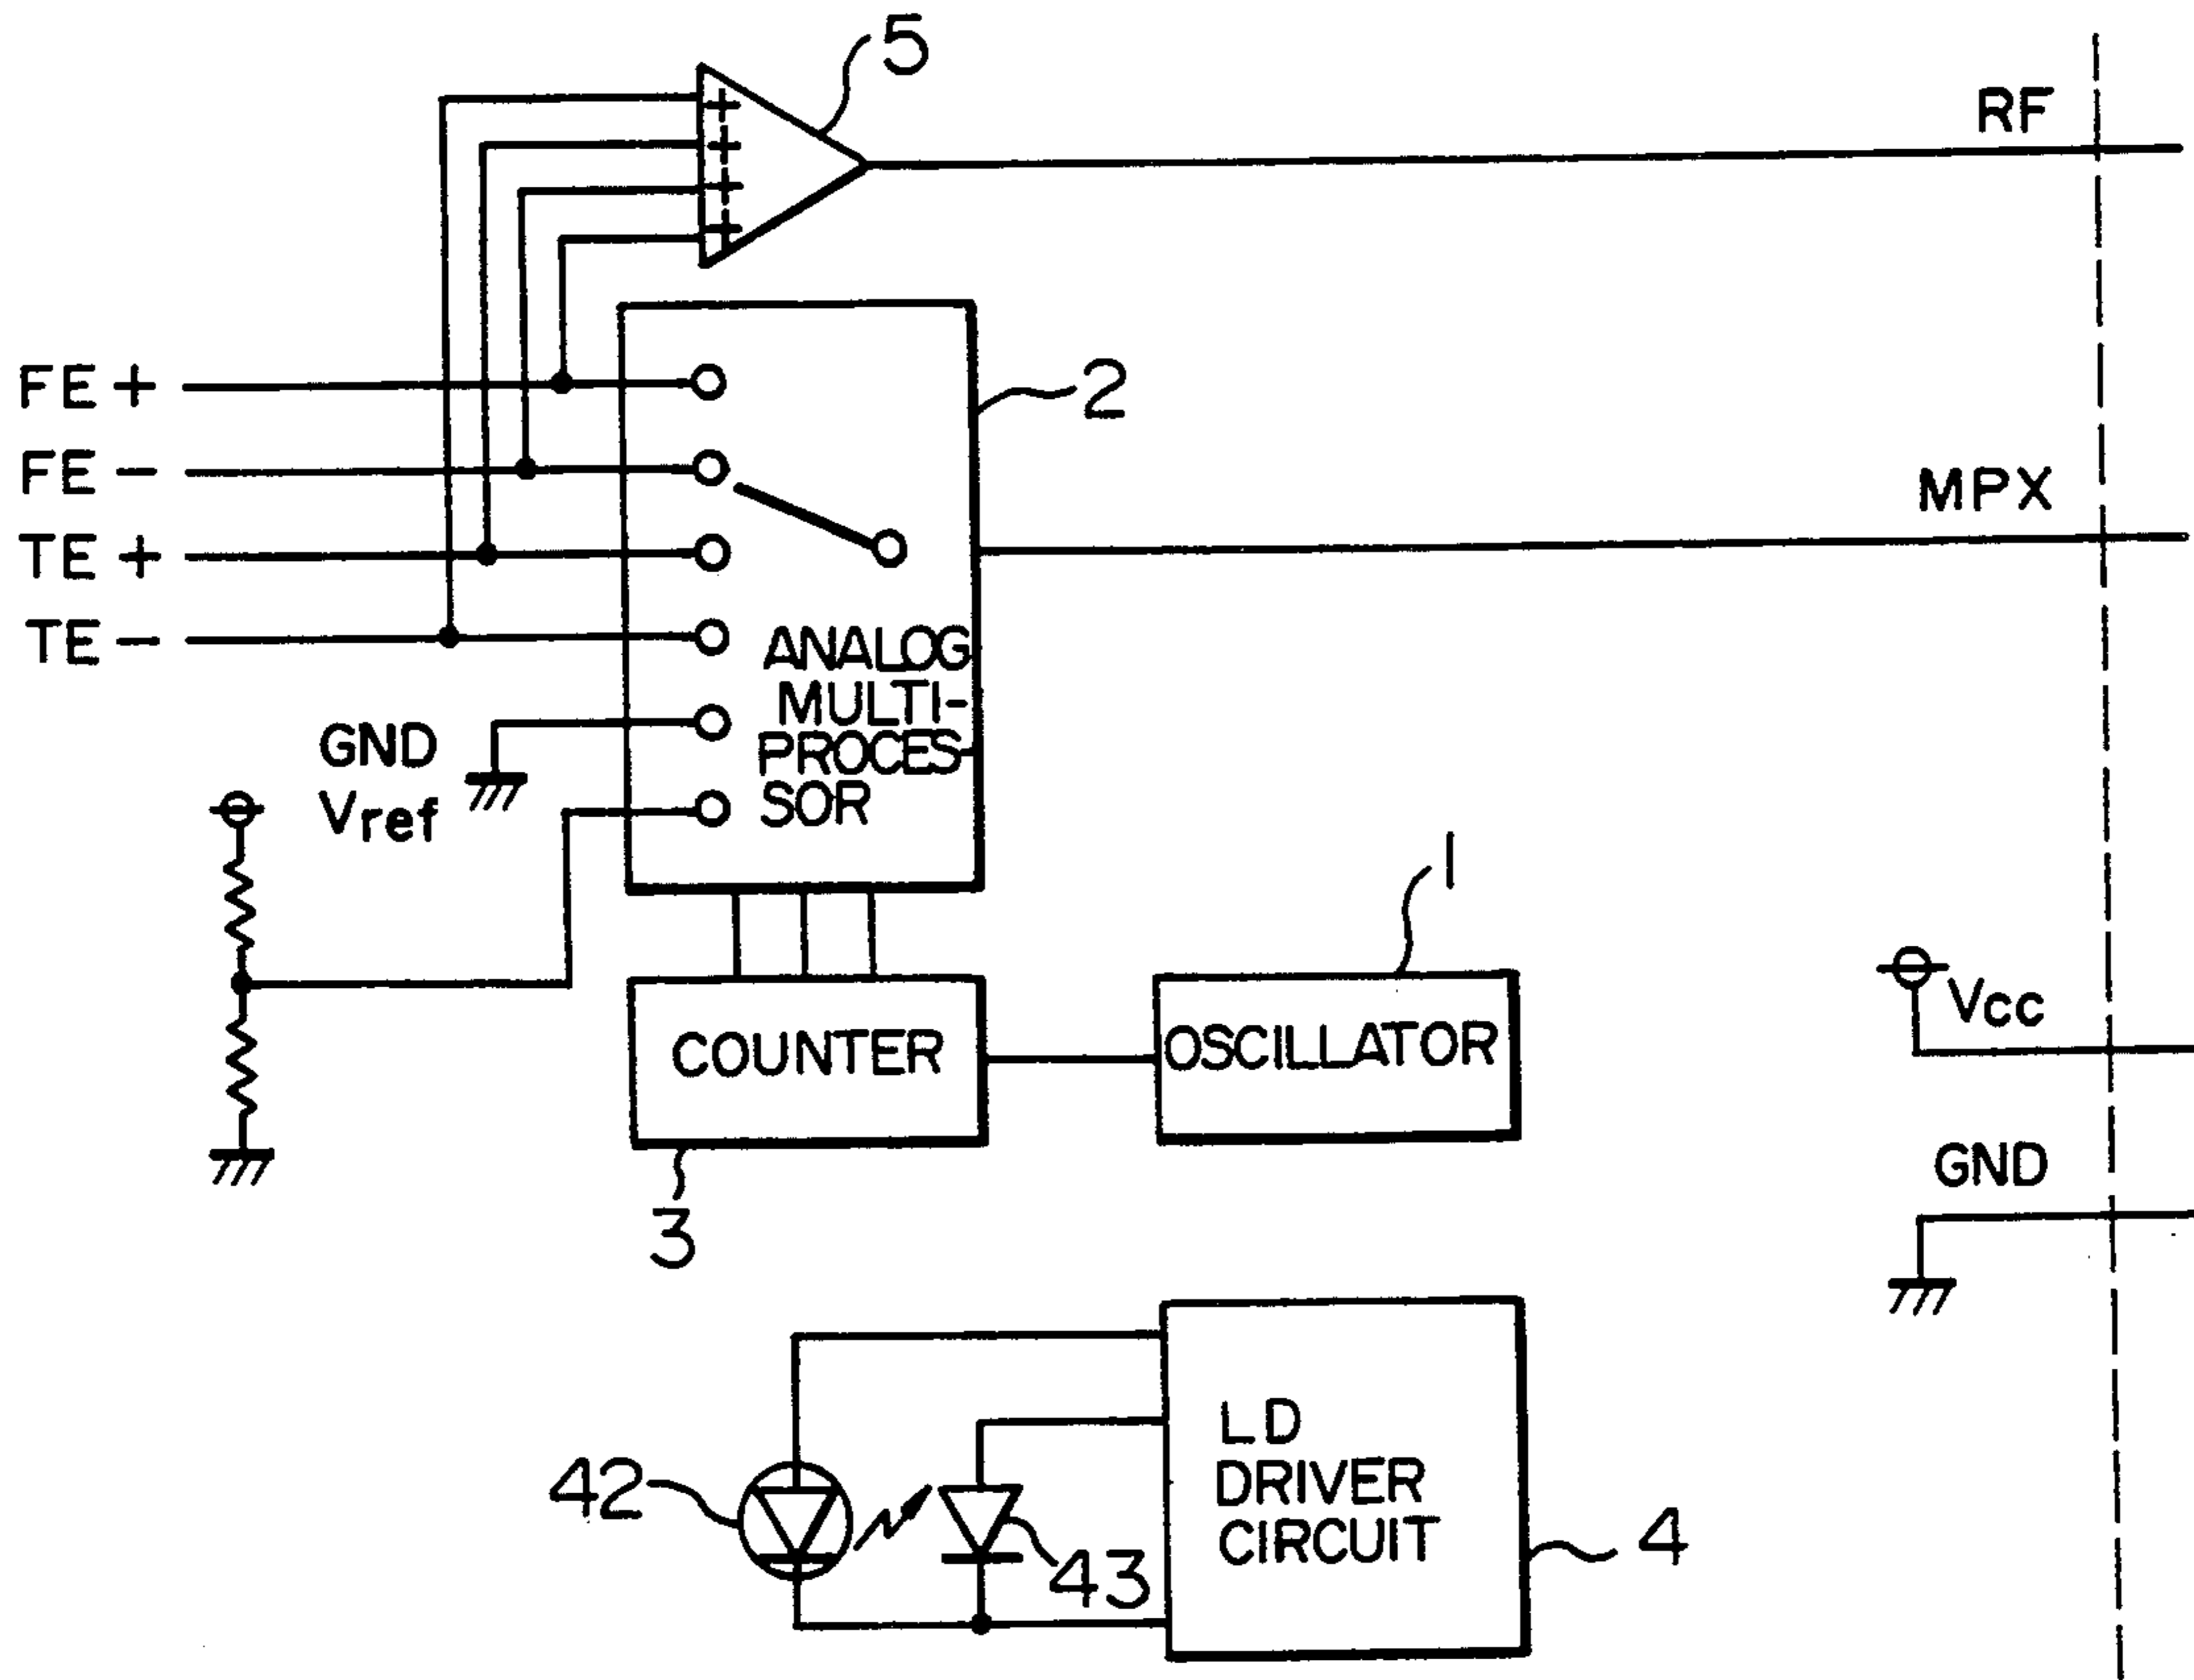 5
RF
FE +
2
FE -
MPX
TE +
TE -
ANALOG
MULTI-
PROCES-
SOR
GND
Vref
1
Vcc
COUNTER
OSCILLATOR
GND
3
LD
DRIVER
CIRCUIT
42
43
4